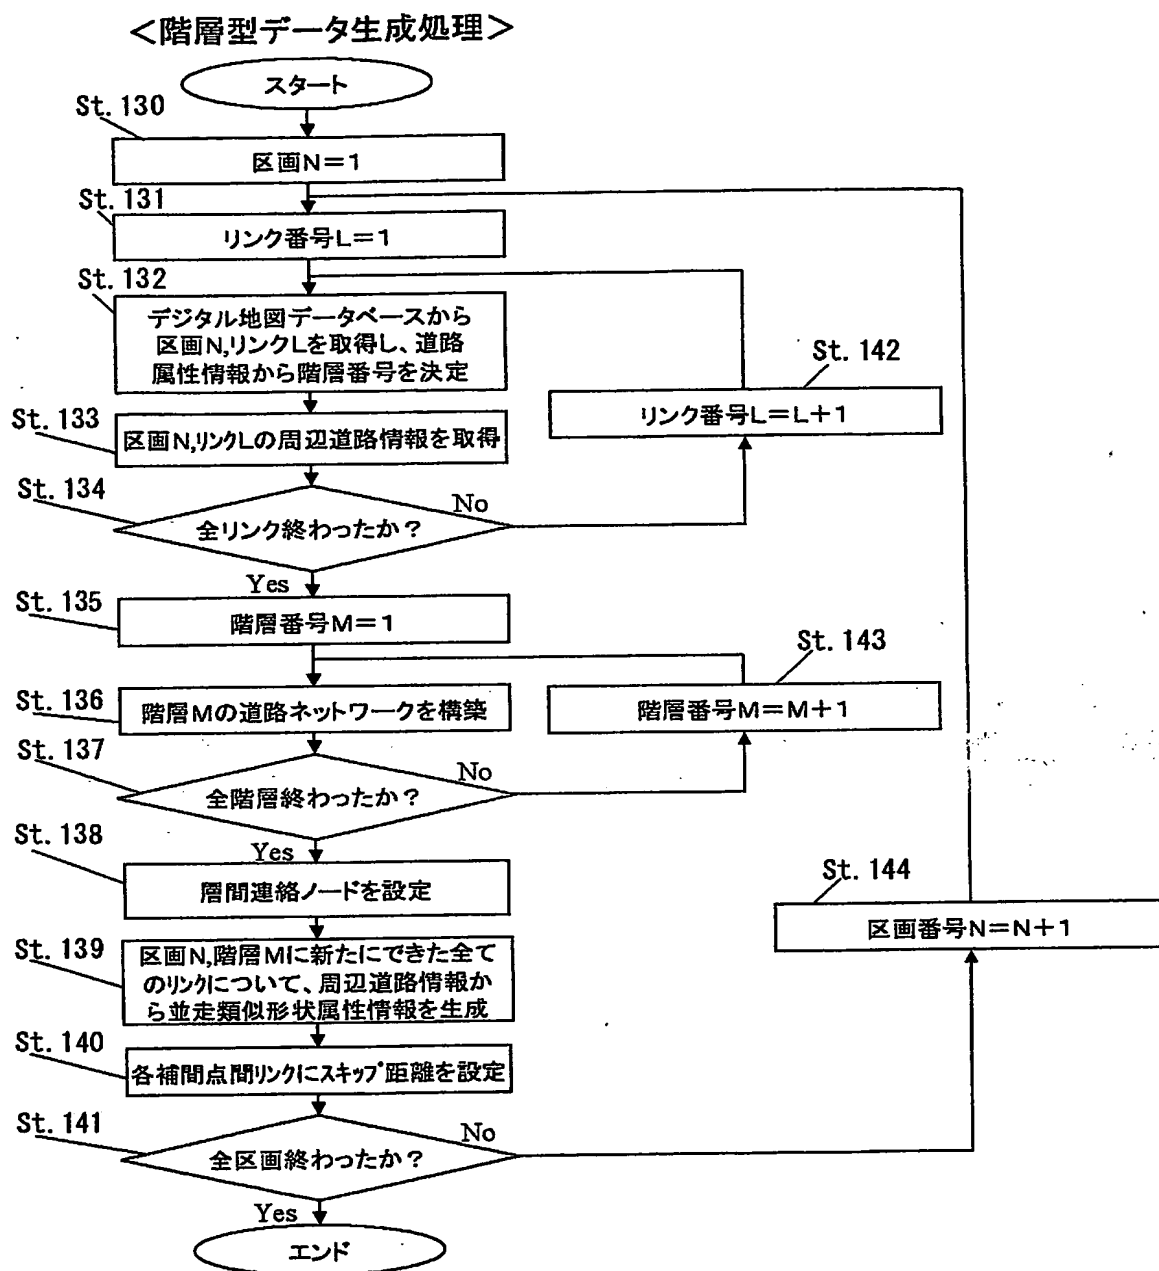 ＜階層型データ生成処理＞
スタート
St. 130
区画N＝1
St. 131
リンク番号L＝1
St. 132
デジタル地図データベースから
区画N,リンクLを取得し、道路
属性情報から階層番号を決定
St. 142
リンク番号L＝L＋1
St. 133
区画N,リンクLの周辺道路情報を取得
St. 134
全リンク終わったか？
No
Yes
St. 135
階層番号M＝1
St. 143
階層番号M＝M＋1
St. 136
階層Mの道路ネットワークを構築
St. 137
全階層終わったか？
No
Yes
St. 138
層間連絡ノードを設定
St. 144
区画番号N＝N＋1
St. 139
区画N,階層Mに新たにできた全て
のリンクについて、周辺道路情報か
ら並走類似形状属性情報を生成
St. 140
各補間点間リンクにスキップ距離を設定
St. 141
全区画終わったか？
No
Yes
エンド